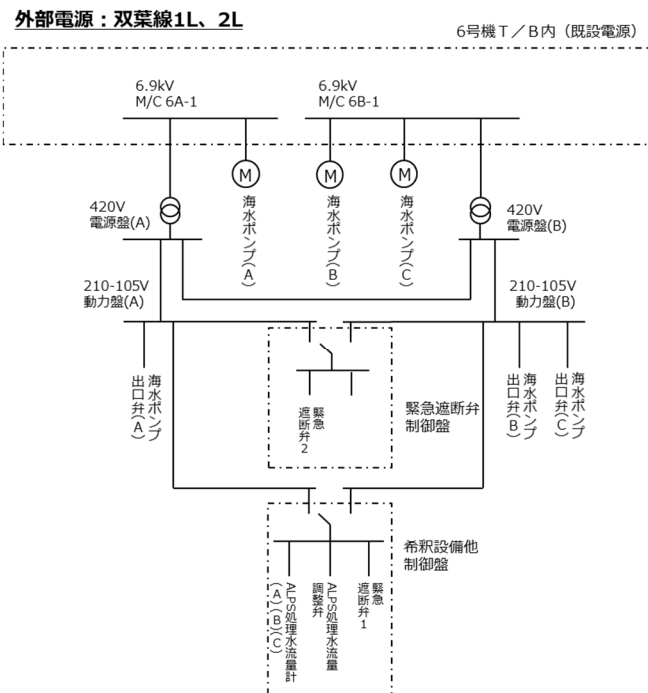 外部電源：双葉線1L、2L
6号機T／B内（既設電源）
6.9kV
M/C 6A-1
6.9kV
M/C 6B-1
M
M
M
海水ポンプ(A)
海水ポンプ(B)
海水ポンプ(C)
420V
電源盤(A)
420V
電源盤(B)
210-105V
動力盤(A)
210-105V
動力盤(B)
海水ポンプ
出口弁(A)
海水ポンプ
出口弁(B)
海水ポンプ
出口弁(C)
緊急
遮断弁2
緊急遮断弁
制御盤
希釈設備他
制御盤
ALPS処理水流量計
(A)(B)(C)
ALPS処理水流量
調整弁
緊急
遮断弁1